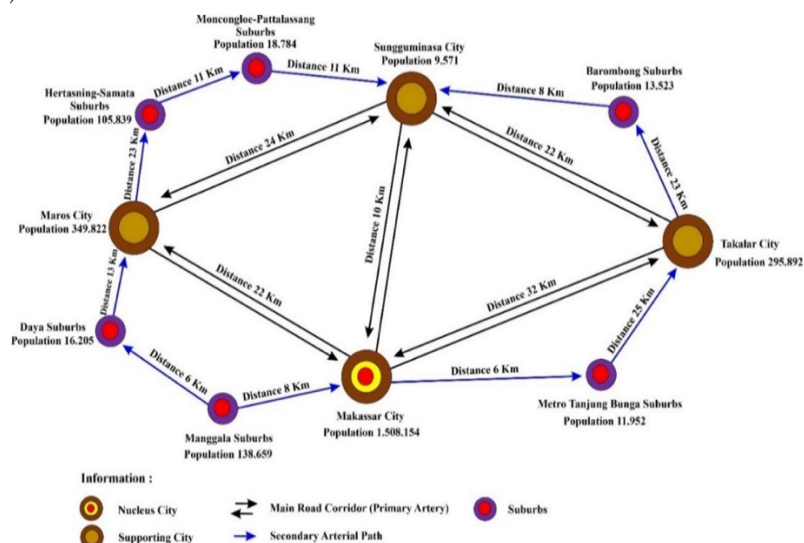 Moncongloe-Pattalassang
Suburbs
Population 18.784
Sungguminasa City
Population 9.571
Barombong Suburbs
Population 13.523
Hertasning-Samata
Suburbs
Population 105.839
Distance 11 Km
Distance 11 Km
Distance 8 Km
Distance 23 Km
Distance 24 Km
Distance 22 Km
Distance 23 Km
Maros City
Population 349.822
Distance 10 Km
Takalar City
Population 295.892
Distance 13 Km
Distance 22 Km
Distance 32 Km
Distance 25 Km
Daya Suburbs
Population 16.205
Distance 6 Km
Distance 8 Km
Distance 6 Km
Manggala Suburbs
Population 138.659
Makassar City
Population 1.508.154
Metro Tanjung Bunga Suburbs
Population 11.952
Information :
Nucleus City
Main Road Corridor (Primary Artery)
Suburbs
Supporting City
Secondary Arterial Path